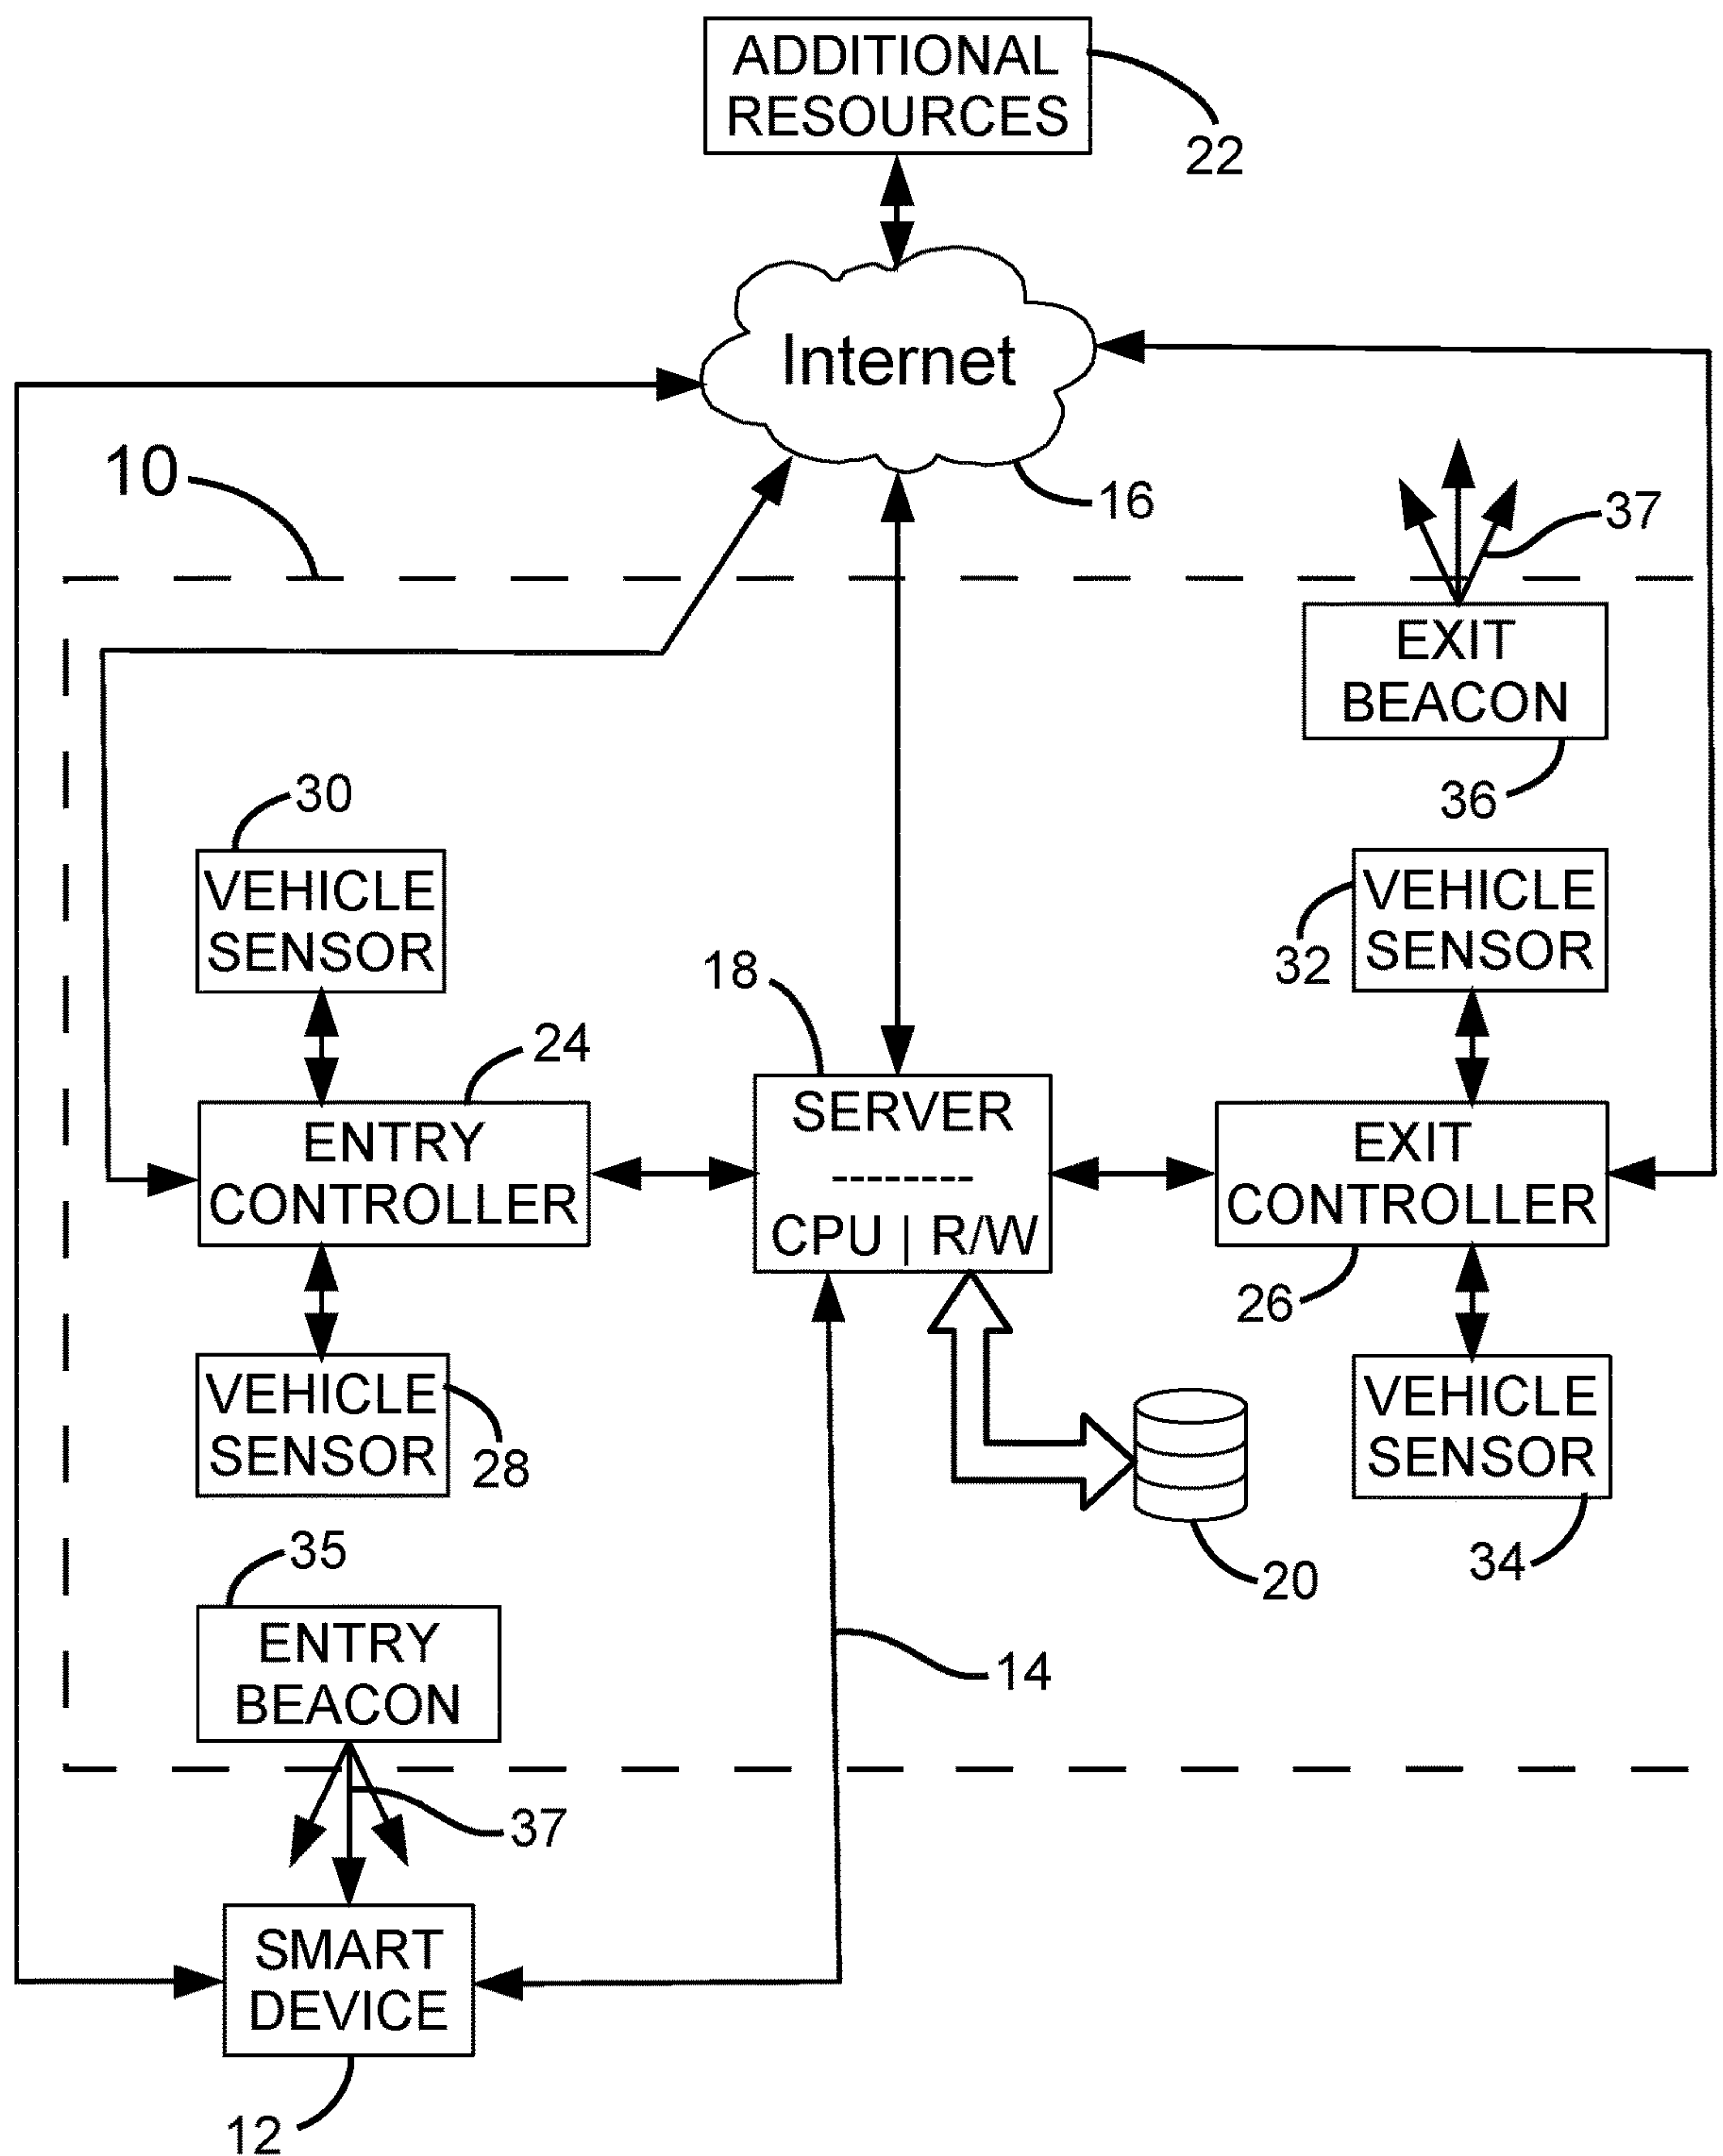 ADDITIONAL
RESOURCES
22
Internet
10
16
37
EXIT
BEACON
36
30
VEHICLE
SENSOR
32
VEHICLE
SENSOR
18
24
ENTRY
CONTROLLER
SERVER
---------
CPU | R/W
EXIT
CONTROLLER
26
VEHICLE
SENSOR
28
VEHICLE
SENSOR
34
20
35
ENTRY
BEACON
14
37
SMART
DEVICE
12